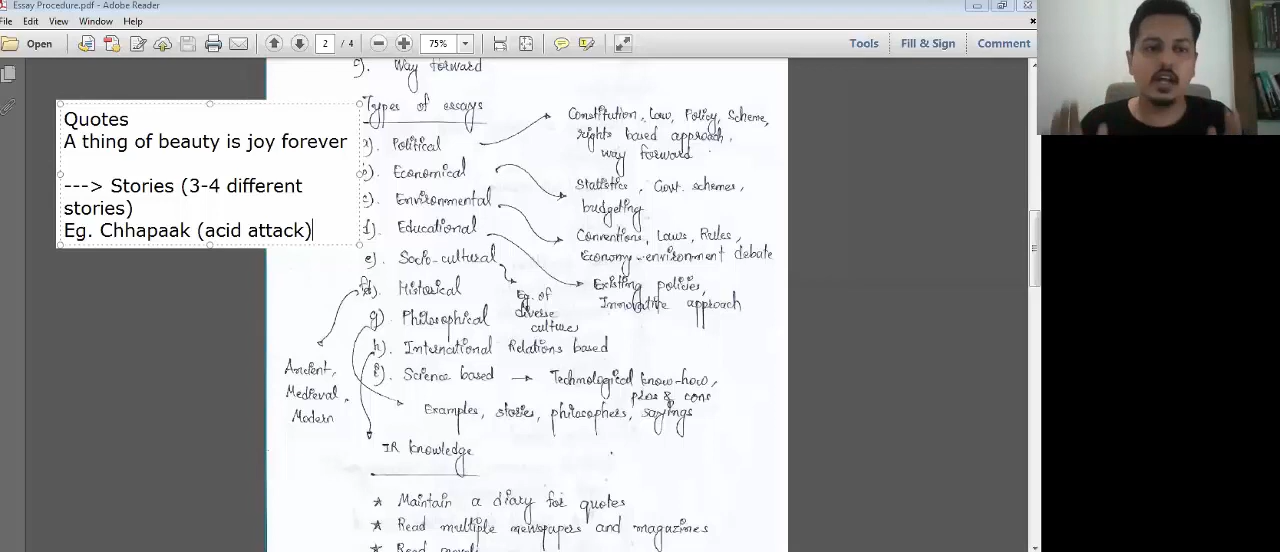 Essay Procedure.pdf - Adobe Reader
File Edit View Window Help
Open 2 / 4 75% Tools Fill & Sign Comment
Way forward
Types of essays
Quotes
A thing of beauty is joy forever
---> Stories (3-4 different
stories)
Eg. Chhapaak (acid attack)
Political
Constitution, Law, Policy, Scheme,
rights based approach,
way forward
Economical
Statistics, Govt. schemes,
budgeting
Environmental
Conventions, Laws, Rules,
Economy-environment debate
Educational
Existing policies,
Innovative approach
e). Socio-cultural
Eg. of
diverse
culture
Historical
Ancient,
Medieval,
Modern
g). Philosophical
Examples, stories, philosophers, sayings
h). International Relations based
IR knowledge
i). Science based → Technological know-how,
pros & cons
* Maintain a diary for quotes
* Read multiple newspapers and magazines
* Read novels